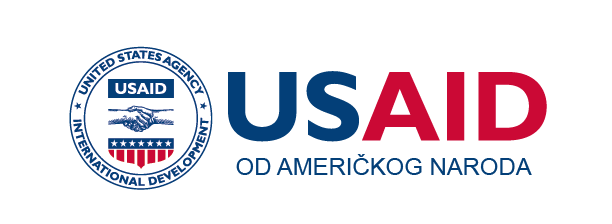 UNITED STATES AGENCY
USAID
INTERNATIONAL DEVELOPMENT
USAID
OD AMERIČKOG NARODA